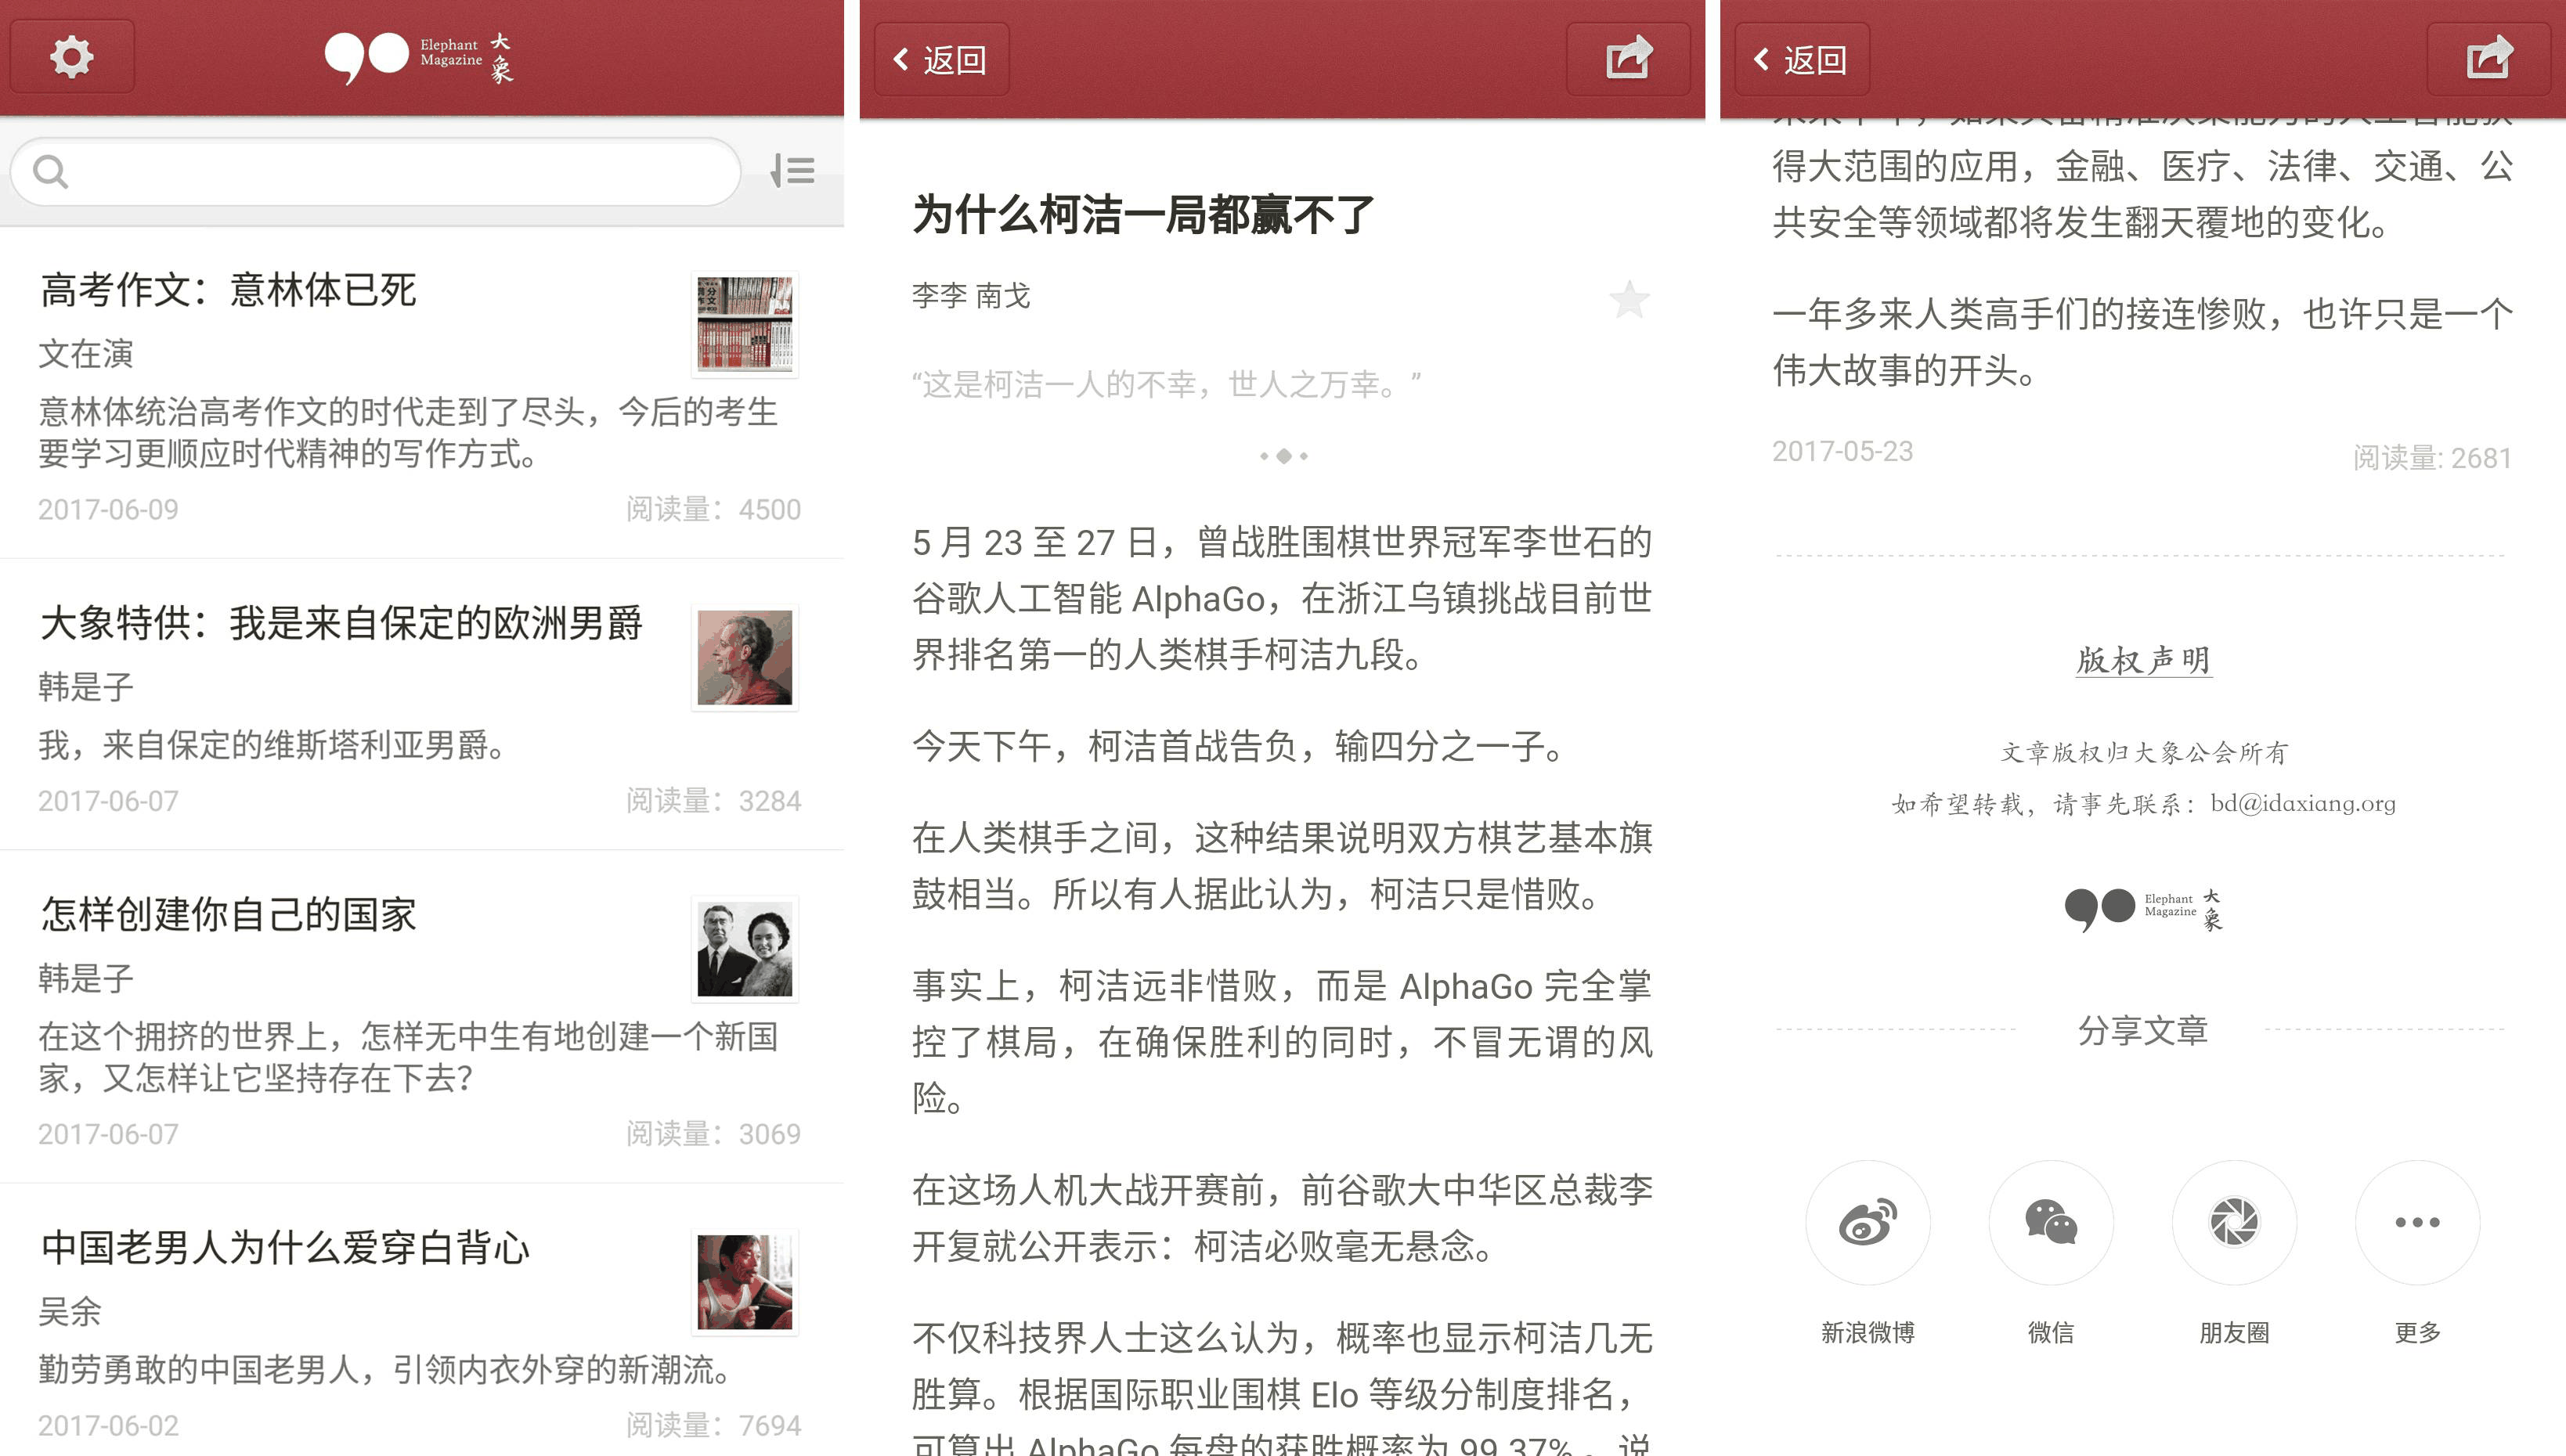 Elephant
Magazine
大象
高考作文：意林体已死
文在演
意林体统治高考作文的时代走到了尽头，今后的考生
要学习更顺应时代精神的写作方式。
2017-06-09 阅读量：4500
大象特供：我是来自保定的欧洲男爵
韩是子
我，来自保定的维斯塔利亚男爵。
2017-06-07 阅读量：3284
怎样创建你自己的国家
韩是子
在这个拥挤的世界上，怎样无中生有地创建一个新国
家，又怎样让它坚持存在下去？
2017-06-07 阅读量：3069
中国老男人为什么爱穿白背心
吴余
勤劳勇敢的中国老男人，引领内衣外穿的新潮流。
2017-06-02 阅读量：7694
返回
为什么柯洁一局都赢不了
李李 南戈
“这是柯洁一人的不幸，世人之万幸。”
5 月 23 至 27 日，曾战胜围棋世界冠军李世石的
谷歌人工智能 AlphaGo，在浙江乌镇挑战目前世
界排名第一的人类棋手柯洁九段。
今天下午，柯洁首战告负，输四分之一子。
在人类棋手之间，这种结果说明双方棋艺基本旗
鼓相当。所以有人据此认为，柯洁只是惜败。
事实上，柯洁远非惜败，而是 AlphaGo 完全掌
控了棋局，在确保胜利的同时，不冒无谓的风
险。
在这场人机大战开赛前，前谷歌大中华区总裁李
开复就公开表示：柯洁必败毫无悬念。
不仅科技界人士这么认为，概率也显示柯洁几无
胜算。根据国际职业围棋 Elo 等级分制度排名，
可算出 AlphaGo 每盘的获胜概率为 99.37% 。说
返回
得大范围的应用，金融、医疗、法律、交通、公
共安全等领域都将发生翻天覆地的变化。
一年多来人类高手们的接连惨败，也许只是一个
伟大故事的开头。
2017-05-23 阅读量: 2681
版权声明
文章版权归大象公会所有
如希望转载，请事先联系：bd@idaxiang.org
Elephant
Magazine
大象
分享文章
新浪微博 微信 朋友圈 更多